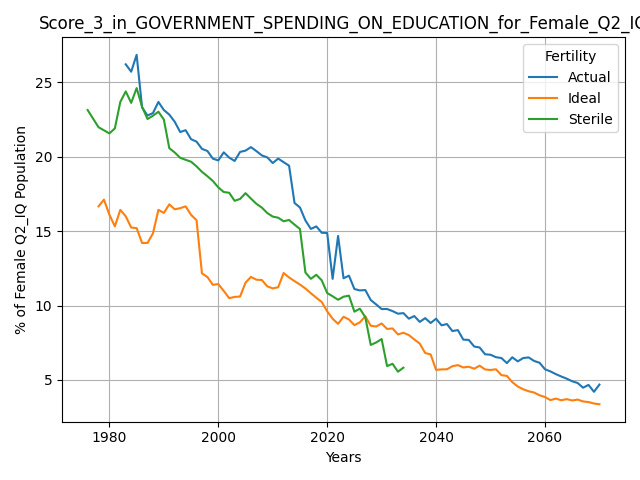 Score_3_in_GOVERNMENT_SPENDING_ON_EDUCATION_for_Female_Q2_IQ
Fertility
Actual
Ideal
Sterile
% of Female Q2_IQ Population
25
20
15
10
5
1980 2000 2020 2040 2060
Years